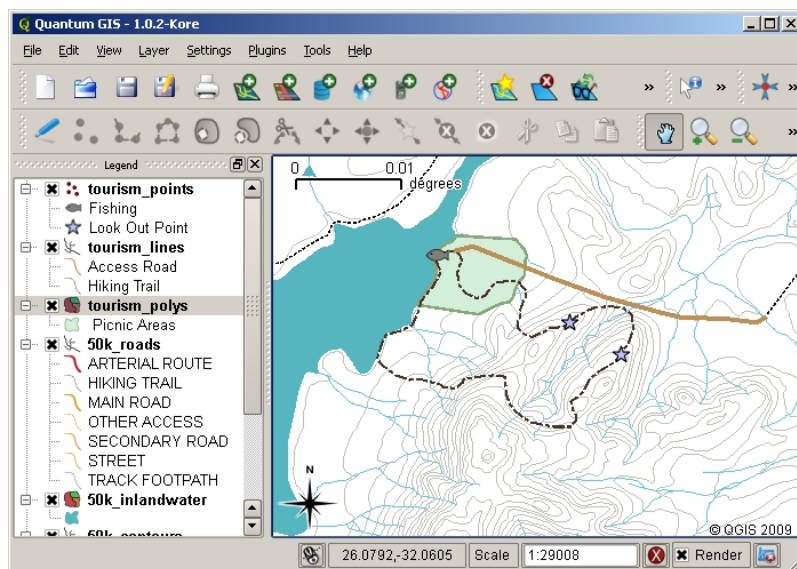 Quantum GIS - 1.0.2-Kore
File Edit View Layer Settings Plugins Tools Help
Legend
tourism_points
Fishing
Look Out Point
tourism_lines
Access Road
Hiking Trail
tourism_polys
Picnic Areas
50k_roads
ARTERIAL ROUTE
HIKING TRAIL
MAIN ROAD
OTHER ACCESS
SECONDARY ROAD
STREET
TRACK FOOTPATH
50k_inlandwater
50k_contours
0 0.01
degrees
N
© QGIS 2009
26.0792,-32.0605 Scale 1:29008 Render